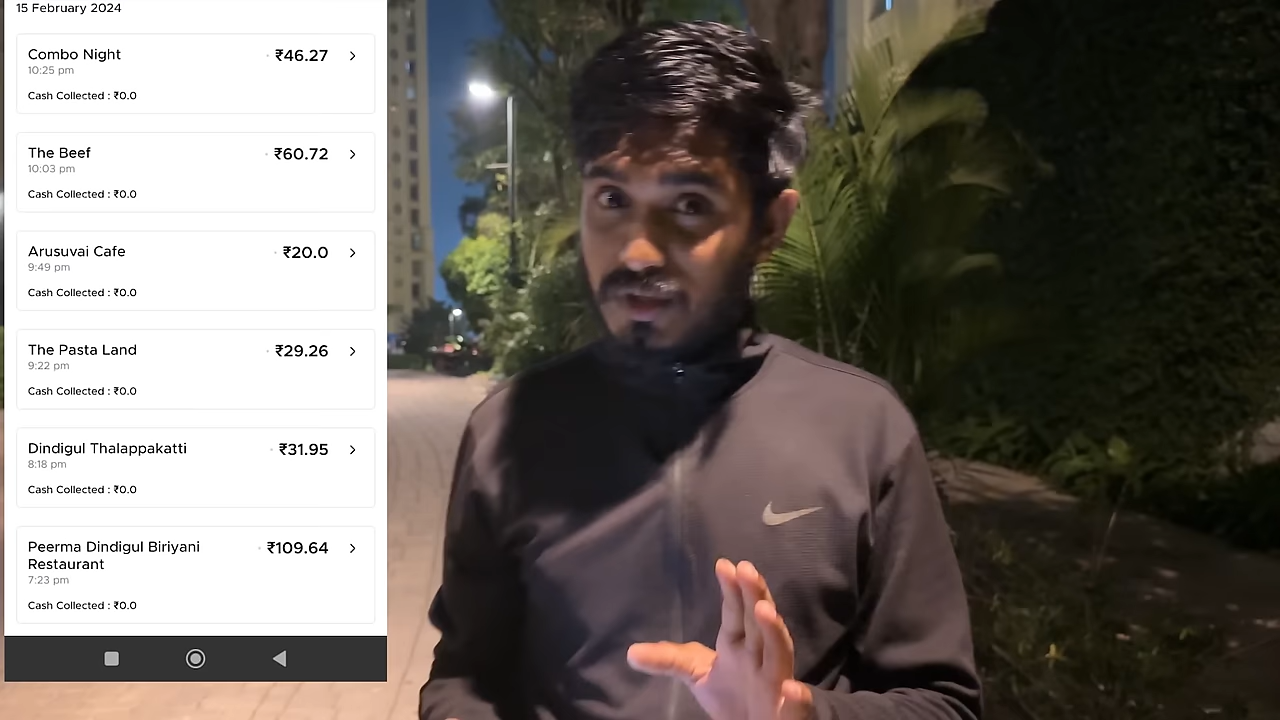 15 February 2024
Combo Night
₹46.27
10:25 pm
Cash Collected : ₹0.0
The Beef
₹60.72
10:03 pm
Cash Collected : ₹0.0
Arusuvai Cafe
₹20.0
9:49 pm
Cash Collected : ₹0.0
The Pasta Land
₹29.26
9:22 pm
Cash Collected : ₹0.0
Dindigul Thalappakatti
₹31.95
8:18 pm
Cash Collected : ₹0.0
Peerma Dindigul Biriyani
₹109.64
Restaurant
7:23 pm
Cash Collected : ₹0.0